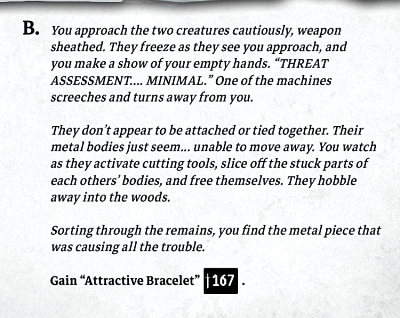 B. You approach the two creatures cautiously, weapon
sheathed. They freeze as they see you approach, and
you make a show of your empty hands. “THREAT
ASSESSMENT.... MINIMAL.” One of the machines
screeches and turns away from you.
They don’t appear to be attached or tied together. Their
metal bodies just seem... unable to move away. You watch
as they activate cutting tools, slice off the stuck parts of
each others’ bodies, and free themselves. They hobble
away into the woods.
Sorting through the remains, you find the metal piece that
was causing all the trouble.
Gain “Attractive Bracelet” 167 .